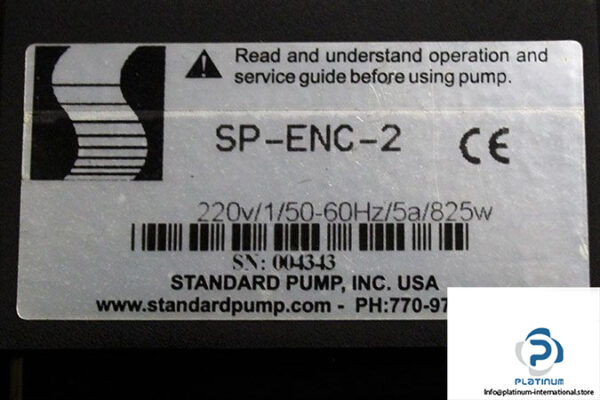 Read and understand operation and
service guide before using pump.
SP-ENC-2
CE
220v/1/50-60Hz/5a/825w
SN: 004343
STANDARD PUMP, INC. USA
www.standardpump.com - PH:770-97
PLATINUM
Info@platinum-international.store